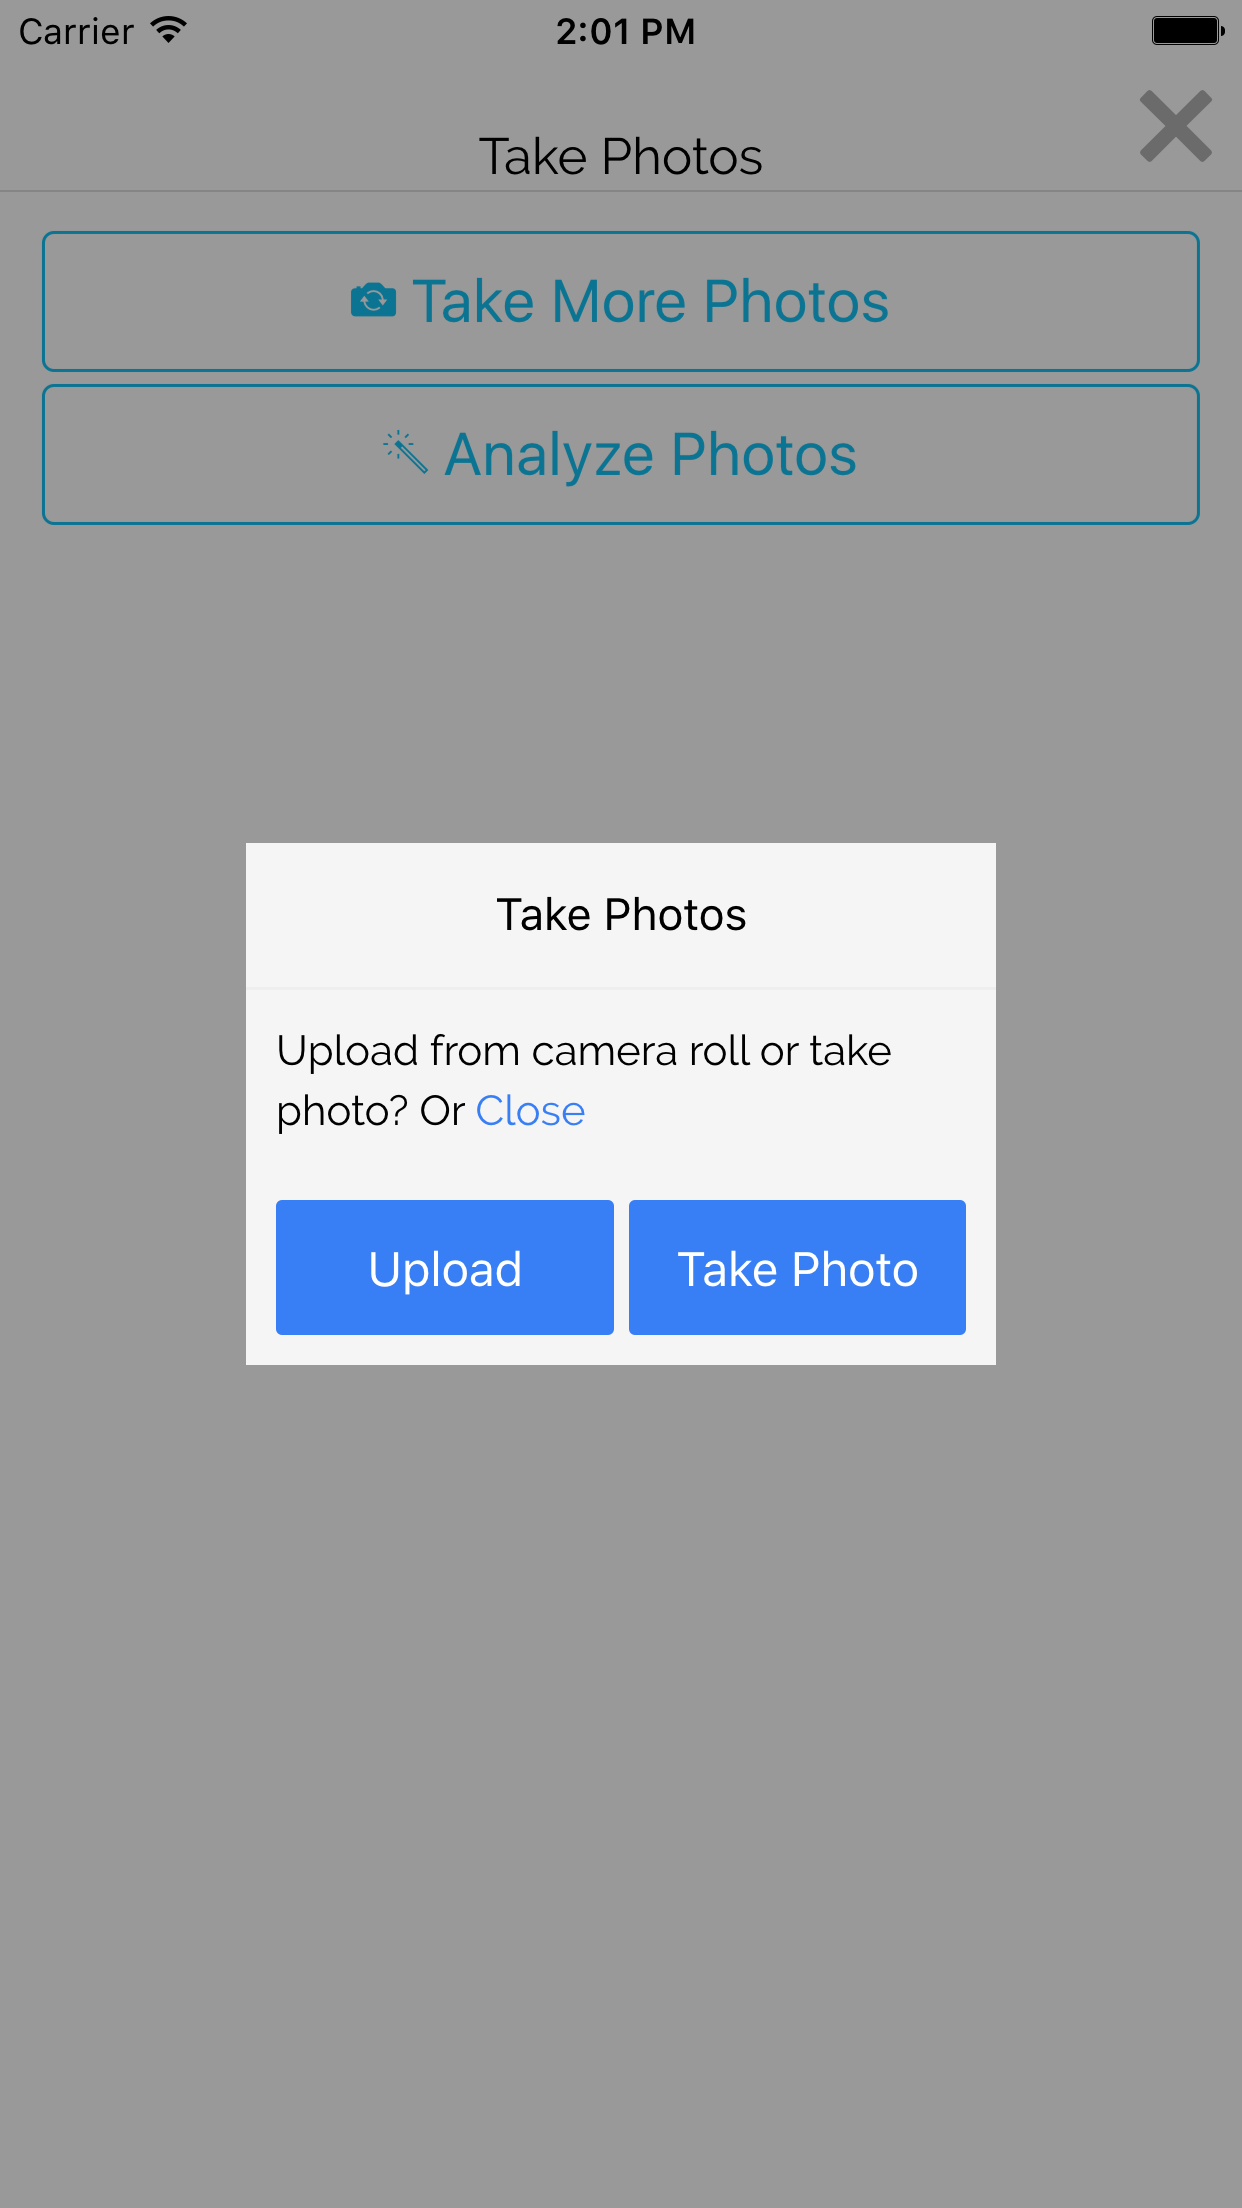 Carrier 2:01 PM
Take Photos
Take More Photos
Analyze Photos
Take Photos
Upload from camera roll or take
photo? Or Close
Upload Take Photo